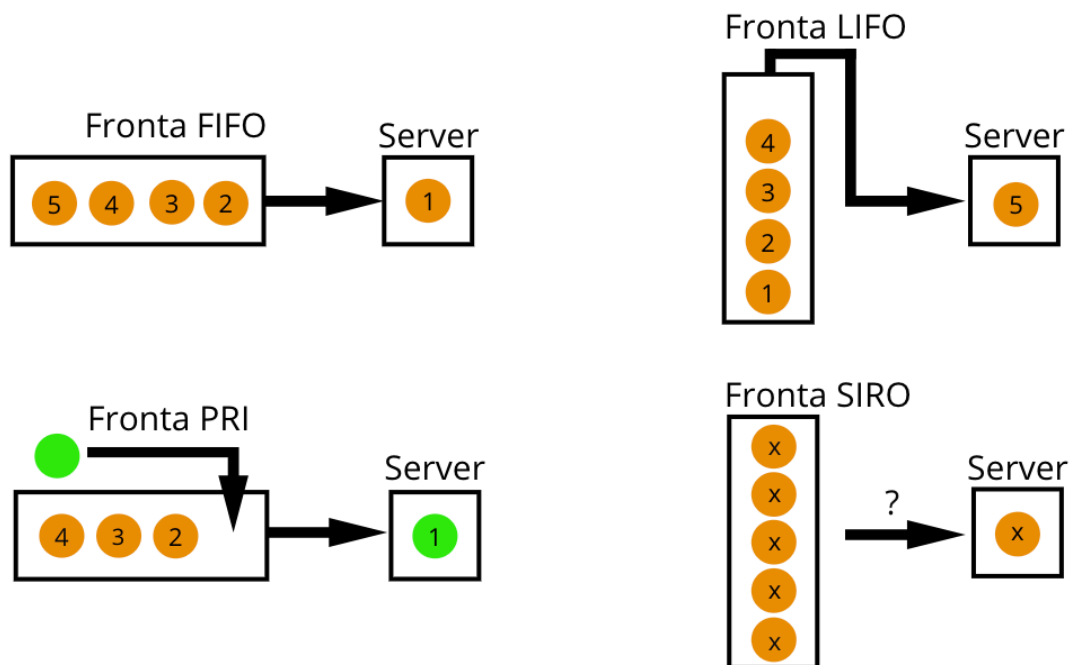 Fronta FIFO
Server
5 4 3 2
1
Fronta LIFO
Server
4
3
2
1
5
Fronta PRI
Server
4 3 2
1
Fronta SIRO
Server
x
x
x
x
x
?
x